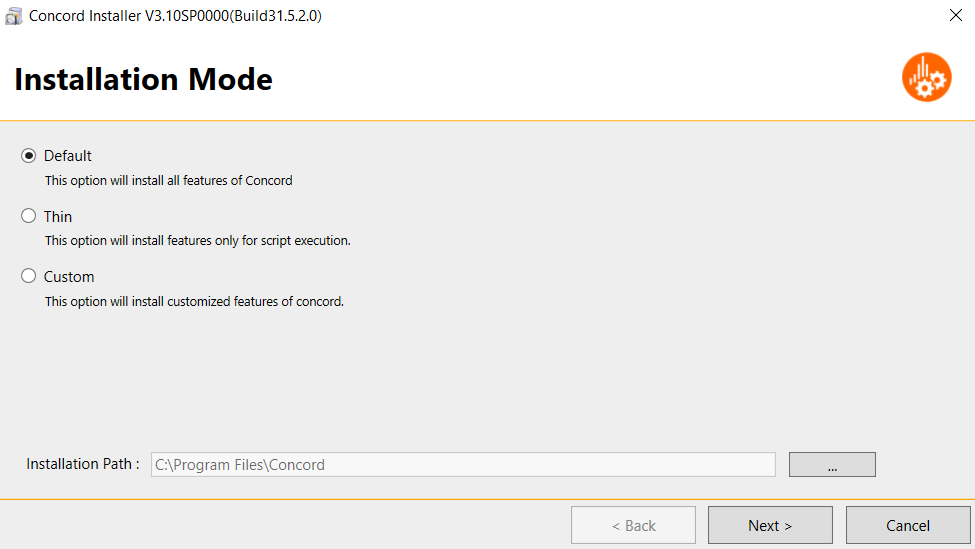 Concord Installer V3.10SP0000(Build31.5.2.0)
Installation Mode
Default
This option will install all features of Concord
Thin
This option will install features only for script execution.
Custom
This option will install customized features of concord.
Installation Path : C:\Program Files\Concord ...
< Back Next > Cancel